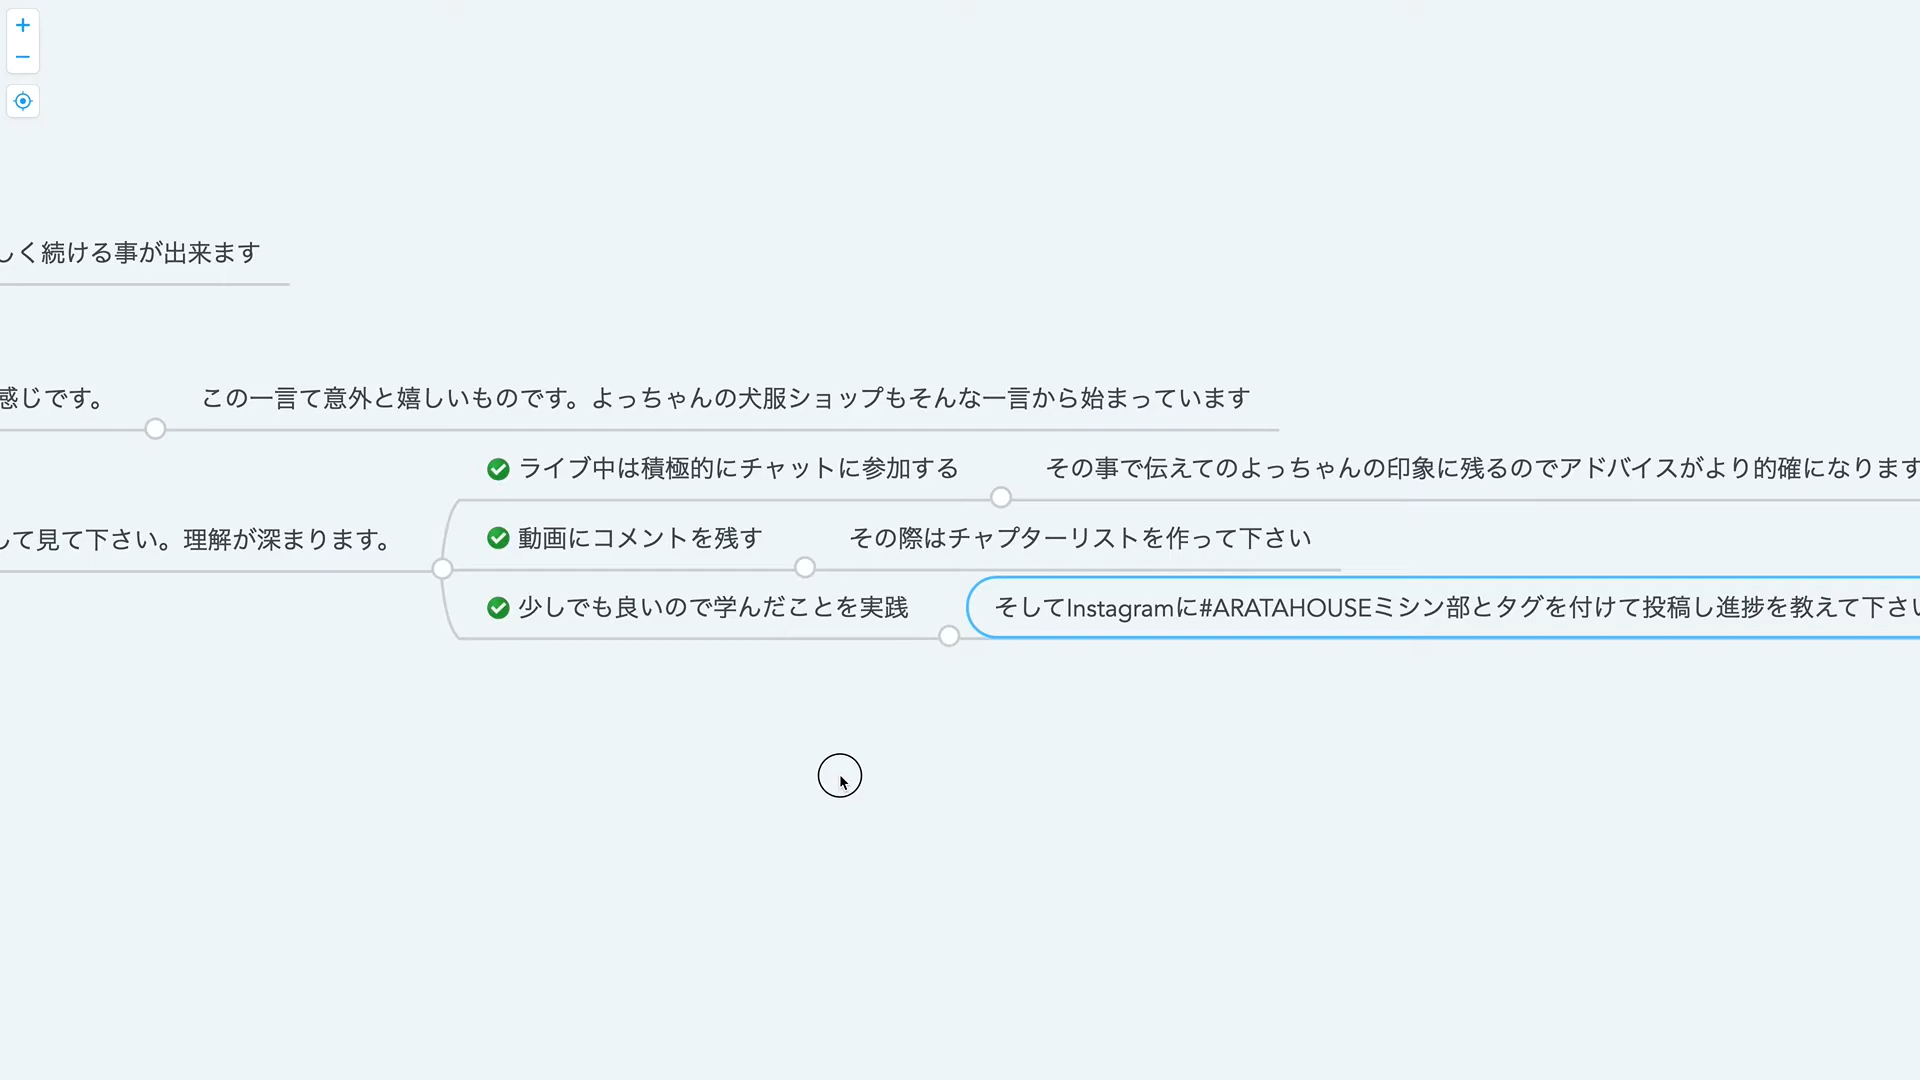 しく続ける事が出来ます
感じです。
この一言て意外と嬉しいものです。よっちゃんの犬服ショップもそんな一言から始まっています
ライブ中は積極的にチャットに参加する
その事で伝えてのよっちゃんの印象に残るのでアドバイスがより的確になります
して見て下さい。理解が深まります。
動画にコメントを残す
その際はチャプターリストを作って下さい
少しでも良いので学んだことを実践
そしてInstagramに#ARATAHOUSEミシン部とタグを付けて投稿し進捗を教えて下さい